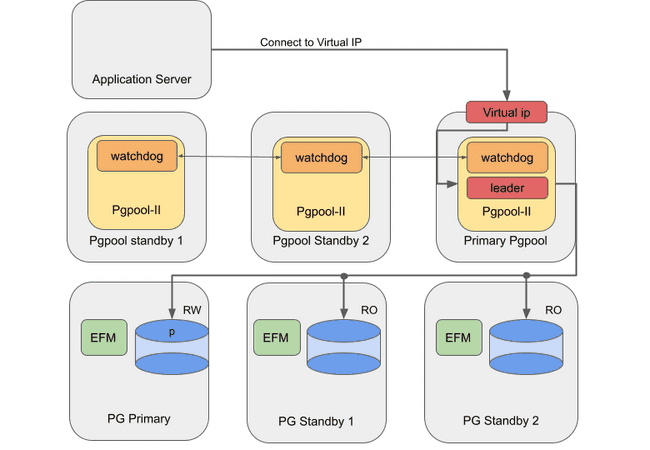 Connect to Virtual IP
Application Server
Virtual ip
watchdog
watchdog
watchdog
leader
Pgpool-II
Pgpool-II
Pgpool-II
Pgpool standby 1
Pgpool Standby 2
Primary Pgpool
RW
RO
RO
EFM
p
EFM
EFM
PG Primary
PG Standby 1
PG Standby 2